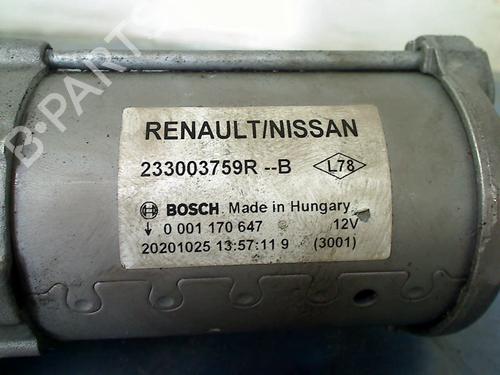 B-PARTS
RENAULT/NISSAN
233003759R --B L78
BOSCH Made in Hungary
↓ 0 001 170 647 12V
20201025 13:57:11 9 (3001)